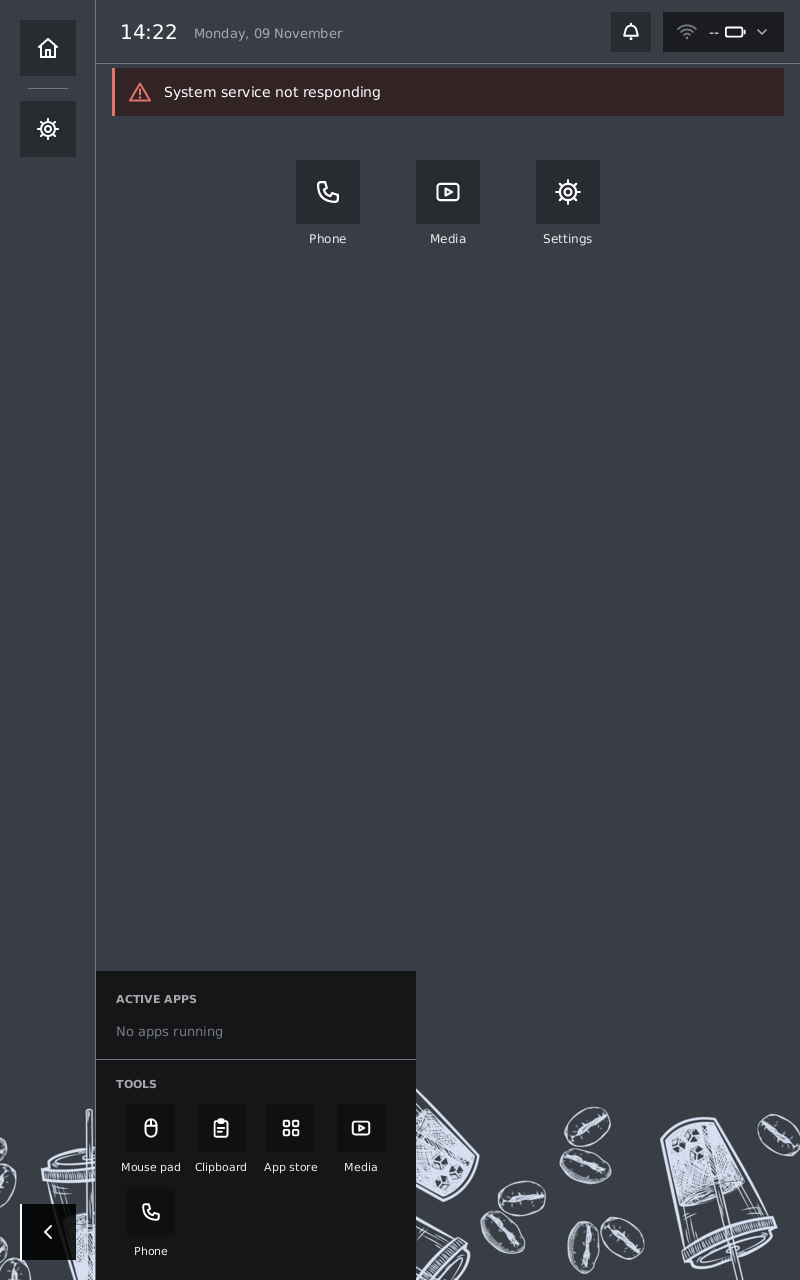 14:22 Monday, 09 November
--
System service not responding
Phone Media Settings
ACTIVE APPS
No apps running
TOOLS
Mouse pad Clipboard App store Media
Phone